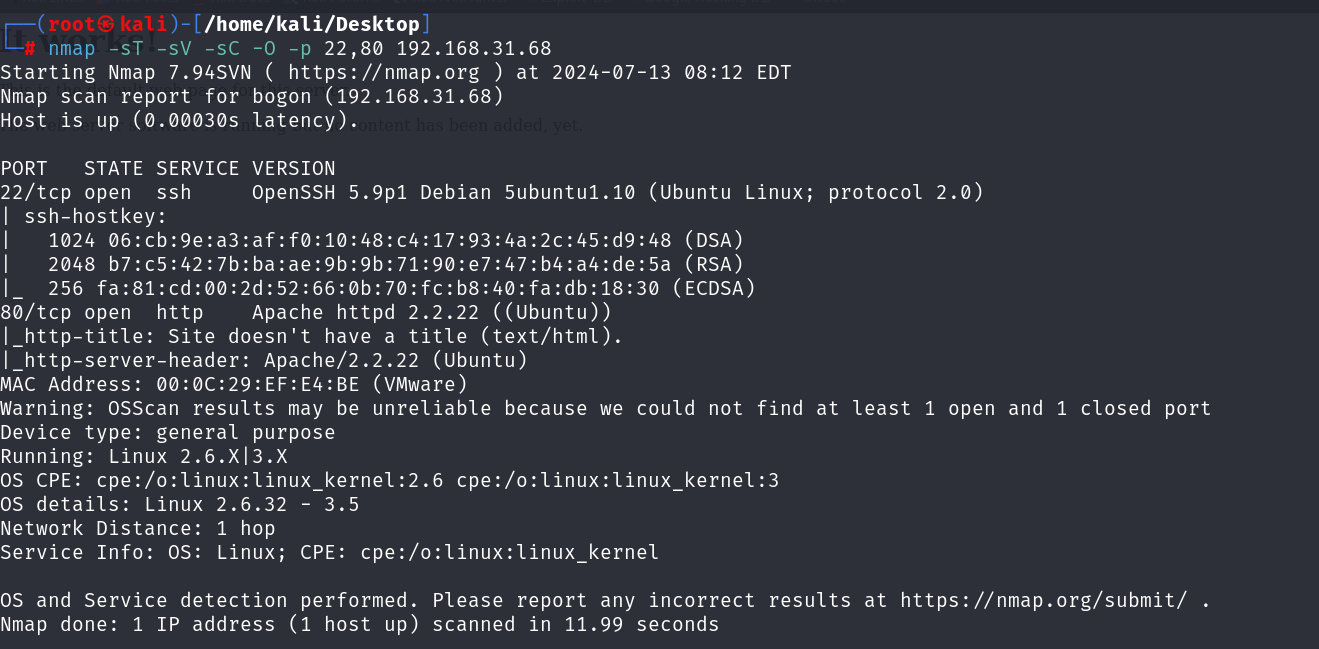 ┌──(root㉿kali)-[/home/kali/Desktop]
└─# nmap -sT -sV -sC -O -p 22,80 192.168.31.68
Starting Nmap 7.94SVN ( https://nmap.org ) at 2024-07-13 08:12 EDT
Nmap scan report for bogon (192.168.31.68)
Host is up (0.00030s latency).

PORT   STATE SERVICE VERSION
22/tcp open  ssh     OpenSSH 5.9p1 Debian 5ubuntu1.10 (Ubuntu Linux; protocol 2.0)
| ssh-hostkey:
|   1024 06:cb:9e:a3:af:f0:10:48:c4:17:93:4a:2c:45:d9:48 (DSA)
|   2048 b7:c5:42:7b:ba:ae:9b:9b:71:90:e7:47:b4:a4:de:5a (RSA)
|_  256 fa:81:cd:00:2d:52:66:0b:70:fc:b8:40:fa:db:18:30 (ECDSA)
80/tcp open  http    Apache httpd 2.2.22 ((Ubuntu))
|_http-title: Site doesn't have a title (text/html).
|_http-server-header: Apache/2.2.22 (Ubuntu)
MAC Address: 00:0C:29:EF:E4:BE (VMware)
Warning: OSScan results may be unreliable because we could not find at least 1 open and 1 closed port
Device type: general purpose
Running: Linux 2.6.X|3.X
OS CPE: cpe:/o:linux:linux_kernel:2.6 cpe:/o:linux:linux_kernel:3
OS details: Linux 2.6.32 - 3.5
Network Distance: 1 hop
Service Info: OS: Linux; CPE: cpe:/o:linux:linux_kernel

OS and Service detection performed. Please report any incorrect results at https://nmap.org/submit/ .
Nmap done: 1 IP address (1 host up) scanned in 11.99 seconds